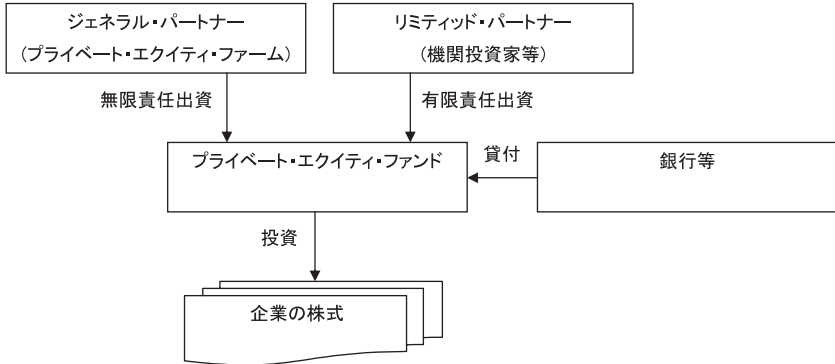 ジェネラル・パートナー
(プライベート・エクイティ・ファーム)
リミティッド・パートナー
(機関投資家等)
無限責任出資
有限責任出資
プライベート・エクイティ・ファンド
貸付
銀行等
投資
企業の株式